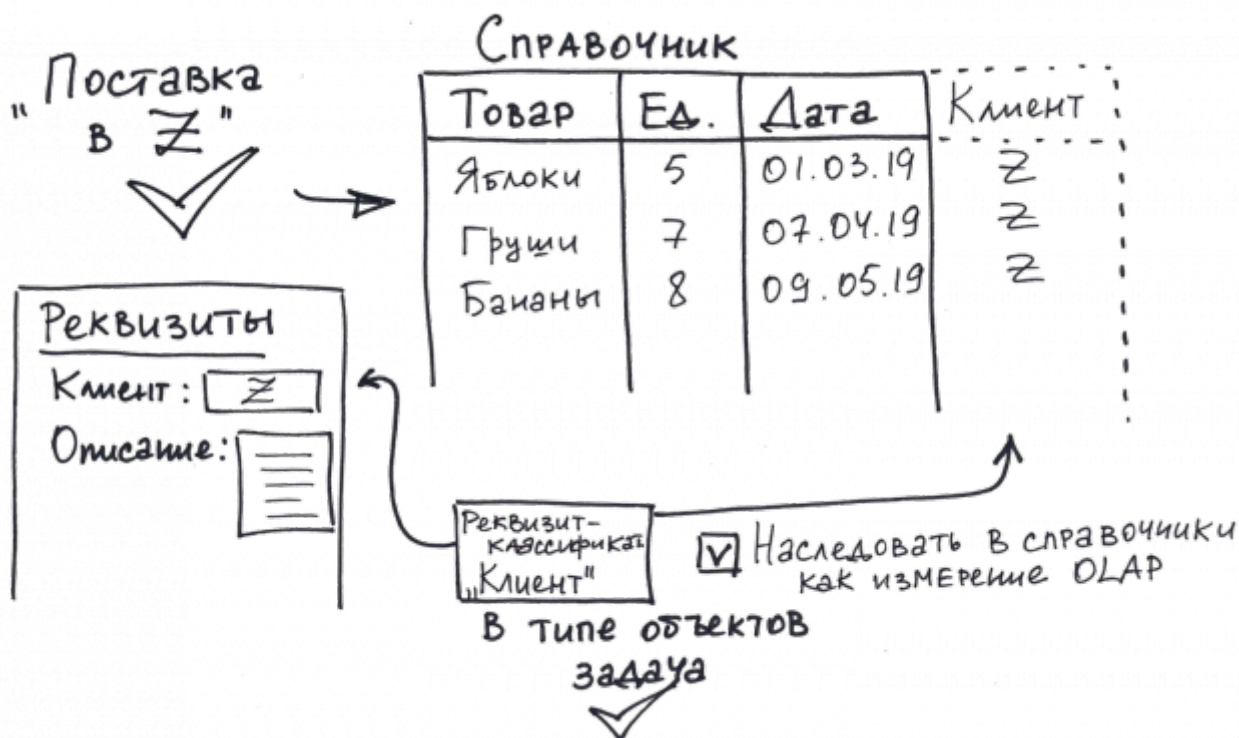 "Поставка
в Z"
Справочник
Товар Ед. Дата Клиент
Яблоки 5 01.03.19 Z
Груши 7 07.04.19 Z
Бананы 8 09.05.19 Z
Реквизиты
Клиент: Z
Описание:
Реквизит-
классификат
"Клиент"
в типе объектов
задача
V Наследовать в справочники
как измерение OLAP